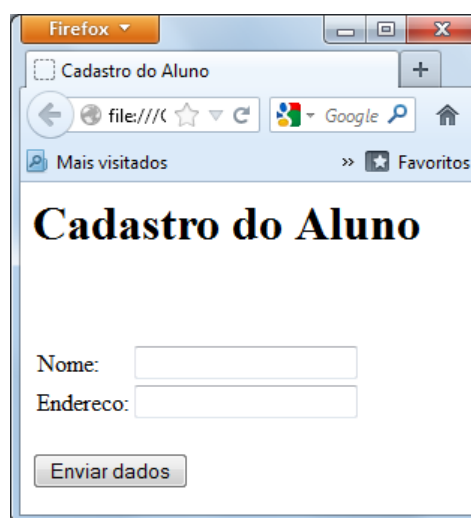 Firefox
Cadastro do Aluno
+
file:///C
Google
Mais visitados
» Favoritos
Cadastro do Aluno
Nome:
Endereco:
Enviar dados